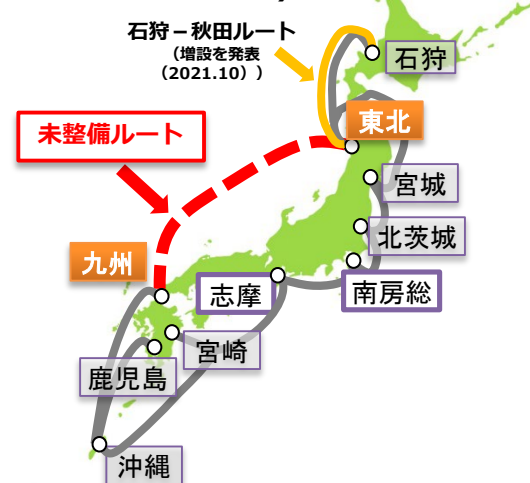 石狩－秋田ルート
（増設を発表
（2021.10））
石狩
東北
未整備ルート
宮城
北茨城
九州
志摩
南房総
宮崎
鹿児島
沖縄